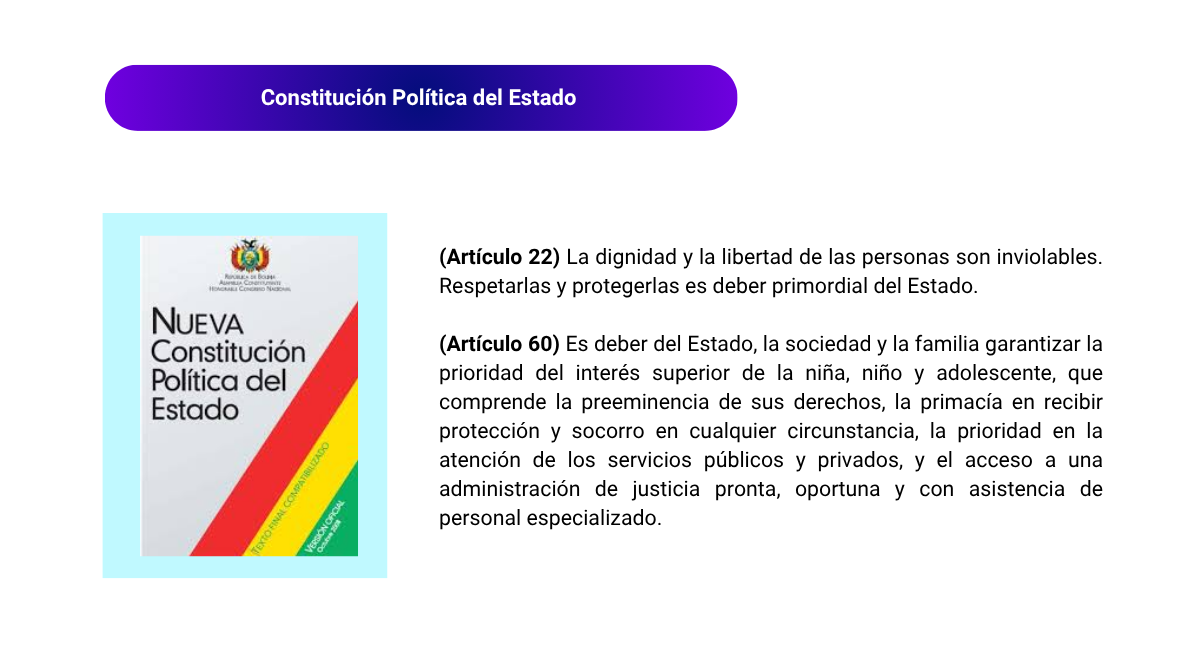 Constitución Política del Estado
República de Bolivia
Asamblea Constituyente
Honorable Congreso Nacional
NUEVA
Constitución
Política del
Estado
TEXTO FINAL COMPATIBILIZADO
VERSIÓN OFICIAL
Octubre 2008
(Artículo 22) La dignidad y la libertad de las personas son inviolables.
Respetarlas y protegerlas es deber primordial del Estado.
(Artículo 60) Es deber del Estado, la sociedad y la familia garantizar la
prioridad del interés superior de la niña, niño y adolescente, que
comprende la preeminencia de sus derechos, la primacía en recibir
protección y socorro en cualquier circunstancia, la prioridad en la
atención de los servicios públicos y privados, y el acceso a una
administración de justicia pronta, oportuna y con asistencia de
personal especializado.